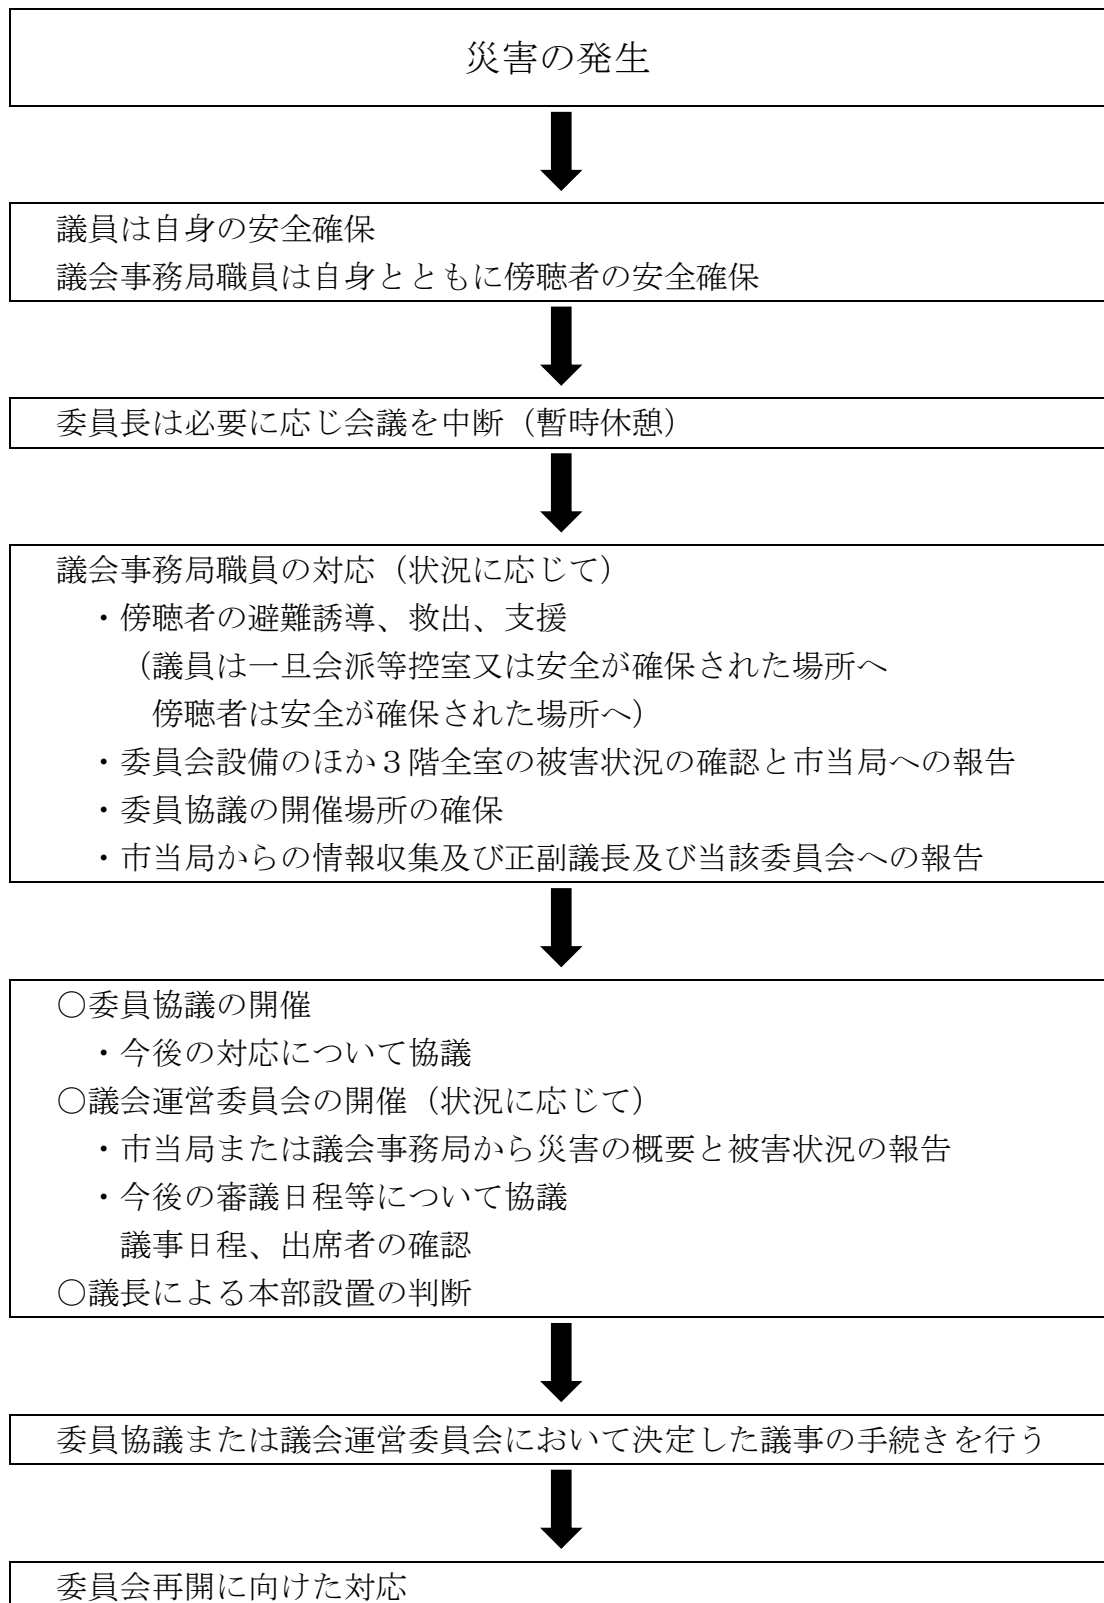 災害の発生
議員は自身の安全確保
議会事務局職員は自身とともに傍聴者の安全確保
委員長は必要に応じ会議を中断（暫時休憩）
議会事務局職員の対応（状況に応じて）
・傍聴者の避難誘導、救出、支援
（議員は一旦会派等控室又は安全が確保された場所へ
傍聴者は安全が確保された場所へ）
・委員会設備のほか３階全室の被害状況の確認と市当局への報告
・委員協議の開催場所の確保
・市当局からの情報収集及び正副議長及び当該委員会への報告
○委員協議の開催
・今後の対応について協議
○議会運営委員会の開催（状況に応じて）
・市当局または議会事務局から災害の概要と被害状況の報告
・今後の審議日程等について協議
議事日程、出席者の確認
○議長による本部設置の判断
委員協議または議会運営委員会において決定した議事の手続きを行う
委員会再開に向けた対応